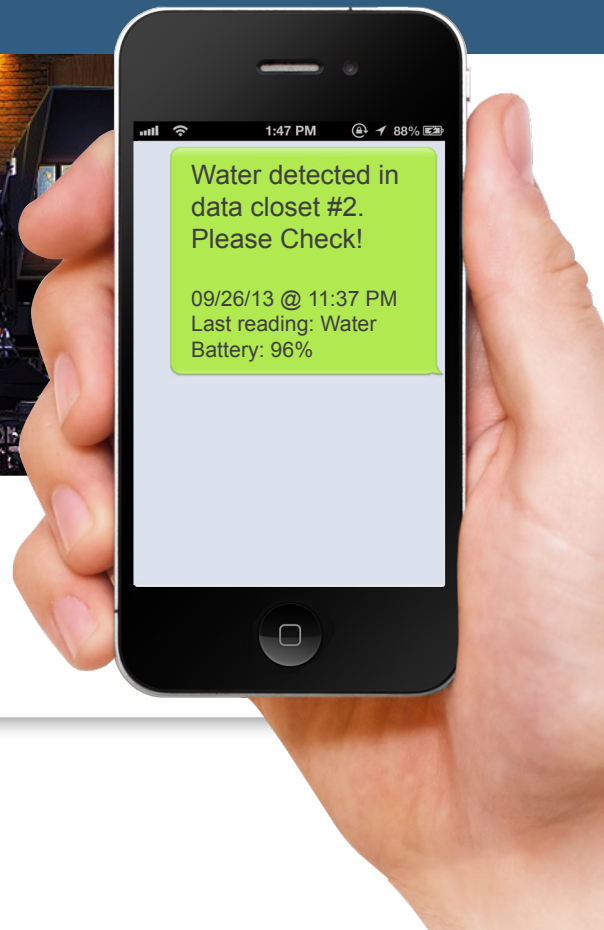 1:47 PM
88%
Water detected in
data closet #2.
Please Check!
09/26/13 @ 11:37 PM
Last reading: Water
Battery: 96%